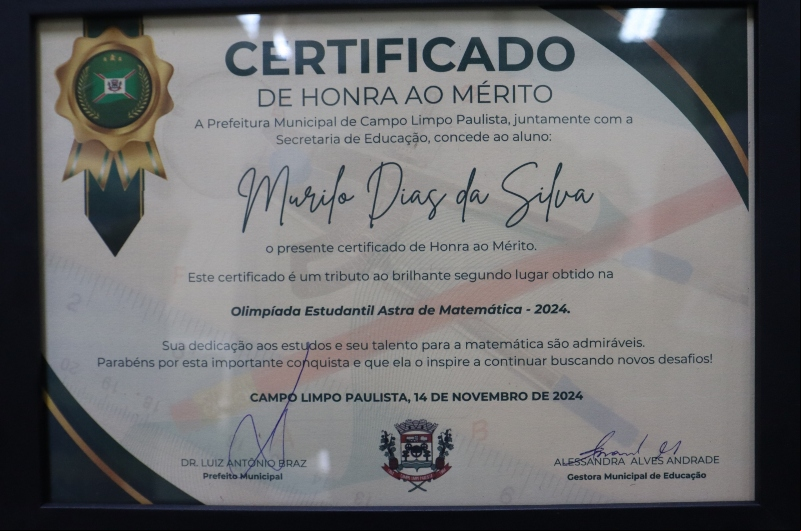 CERTIFICADO
DE HONRA AO MÉRITO
A Prefeitura Municipal de Campo Limpo Paulista, juntamente com a
Secretaria de Educação, concede ao aluno:
Murilo Dias da Silva
o presente certificado de Honra ao Mérito.
Este certificado é um tributo ao brilhante segundo lugar obtido na
Olimpíada Estudantil Astra de Matemática - 2024.
Sua dedicação aos estudos e seu talento para a matemática são admiráveis.
Parabéns por esta importante conquista e que ela o inspire a continuar buscando novos desafios!
CAMPO LIMPO PAULISTA, 14 DE NOVEMBRO DE 2024
DR. LUIZ ANTÔNIO BRAZ
Prefeito Municipal
ALESSANDRA ALVES ANDRADE
Gestora Municipal de Educação